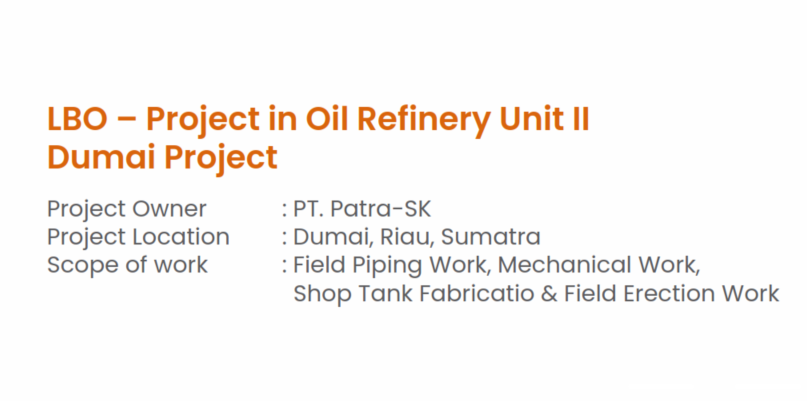 LBO – Project in Oil Refinery Unit II
Dumai Project
Project Owner : PT. Patra-SK
Project Location : Dumai, Riau, Sumatra
Scope of work : Field Piping Work, Mechanical Work,
Shop Tank Fabricatio & Field Erection Work